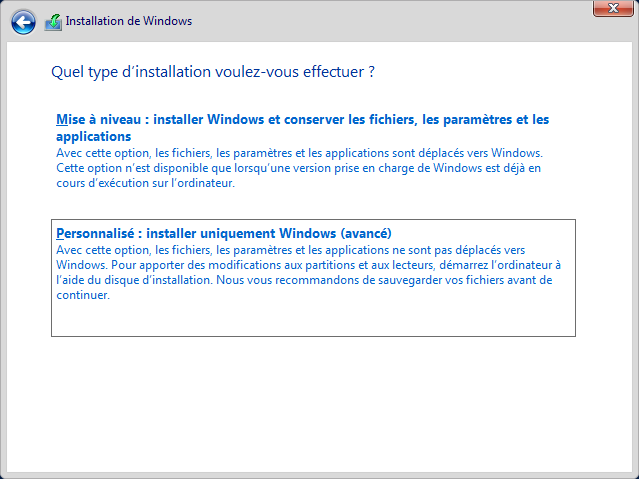 Installation de Windows
Quel type d’installation voulez-vous effectuer ?
Mise à niveau : installer Windows et conserver les fichiers, les paramètres et les
applications
Avec cette option, les fichiers, les paramètres et les applications sont déplacés vers Windows.
Cette option n’est disponible que lorsqu’une version prise en charge de Windows est déjà en
cours d’exécution sur l’ordinateur.
Personnalisé : installer uniquement Windows (avancé)
Avec cette option, les fichiers, les paramètres et les applications ne sont pas déplacés vers
Windows. Pour apporter des modifications aux partitions et aux lecteurs, démarrez l’ordinateur à
l’aide du disque d’installation. Nous vous recommandons de sauvegarder vos fichiers avant de
continuer.